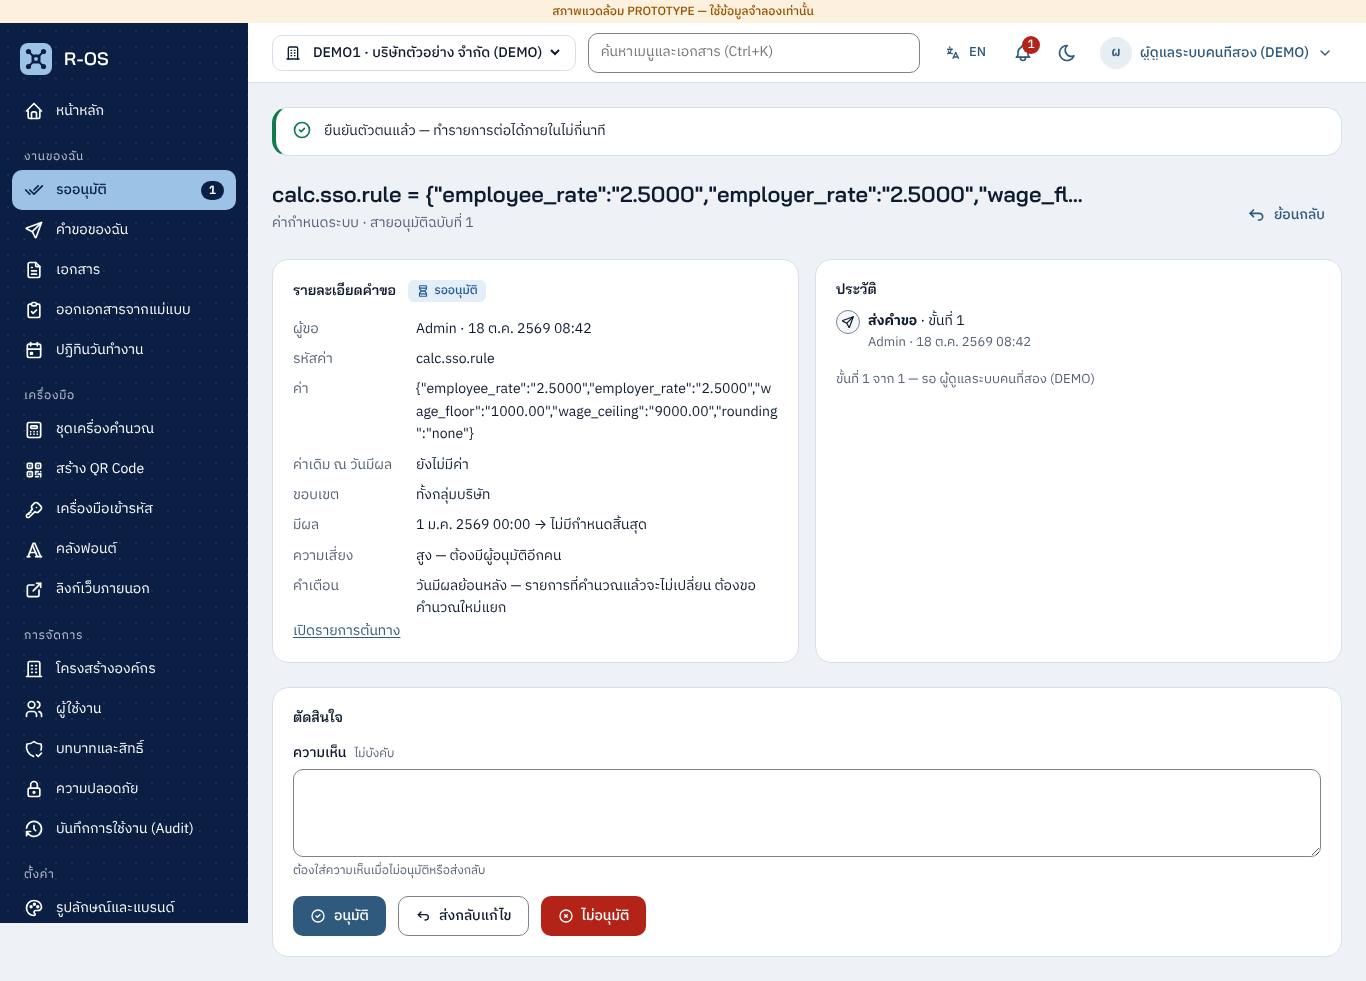 สภาพแวดล้อม PROTOTYPE — ใช้ข้อมูลจำลองเท่านั้น
R-OS
DEMO1 · บริษัทตัวอย่าง จำกัด (DEMO)
ค้นหาเมนูและเอกสาร (Ctrl+K)
EN
1
ผ
ผู้ดูแลระบบคนที่สอง (DEMO)
หน้าหลัก
งานของฉัน
รออนุมัติ 1
คำขอของฉัน
เอกสาร
ออกเอกสารจากแม่แบบ
ปฏิทินวันทำงาน
เครื่องมือ
ชุดเครื่องคำนวณ
สร้าง QR Code
เครื่องมือเข้ารหัส
คลังฟอนต์
ลิงก์เว็บภายนอก
การจัดการ
โครงสร้างองค์กร
ผู้ใช้งาน
บทบาทและสิทธิ์
ความปลอดภัย
บันทึกการใช้งาน (Audit)
ตั้งค่า
รูปลักษณ์และแบรนด์
ยืนยันตัวตนแล้ว — ทำรายการต่อได้ภายในไม่กี่นาที
calc.sso.rule = {"employee_rate":"2.5000","employer_rate":"2.5000","wage_fl...
ค่ากำหนดระบบ · สายอนุมัติฉบับที่ 1
ย้อนกลับ
รายละเอียดคำขอ รออนุมัติ
ผู้ขอ Admin · 18 ต.ค. 2569 08:42
รหัสค่า calc.sso.rule
ค่า {"employee_rate":"2.5000","employer_rate":"2.5000","w
age_floor":"1000.00","wage_ceiling":"9000.00","rounding
":"none"}
ค่าเดิม ณ วันมีผล ยังไม่มีค่า
ขอบเขต ทั้งกลุ่มบริษัท
มีผล 1 ม.ค. 2569 00:00 → ไม่มีกำหนดสิ้นสุด
ความเสี่ยง สูง — ต้องมีผู้อนุมัติอีกคน
คำเตือน วันมีผลย้อนหลัง — รายการที่คำนวณแล้วจะไม่เปลี่ยน ต้องขอ
คำนวณใหม่แยก
เปิดรายการต้นทาง
ประวัติ
ส่งคำขอ · ขั้นที่ 1
Admin · 18 ต.ค. 2569 08:42
ขั้นที่ 1 จาก 1 — รอ ผู้ดูแลระบบคนที่สอง (DEMO)
ตัดสินใจ
ความเห็น ไม่บังคับ
ต้องใส่ความเห็นเมื่อไม่อนุมัติหรือส่งกลับ
อนุมัติ
ส่งกลับแก้ไข
ไม่อนุมัติ